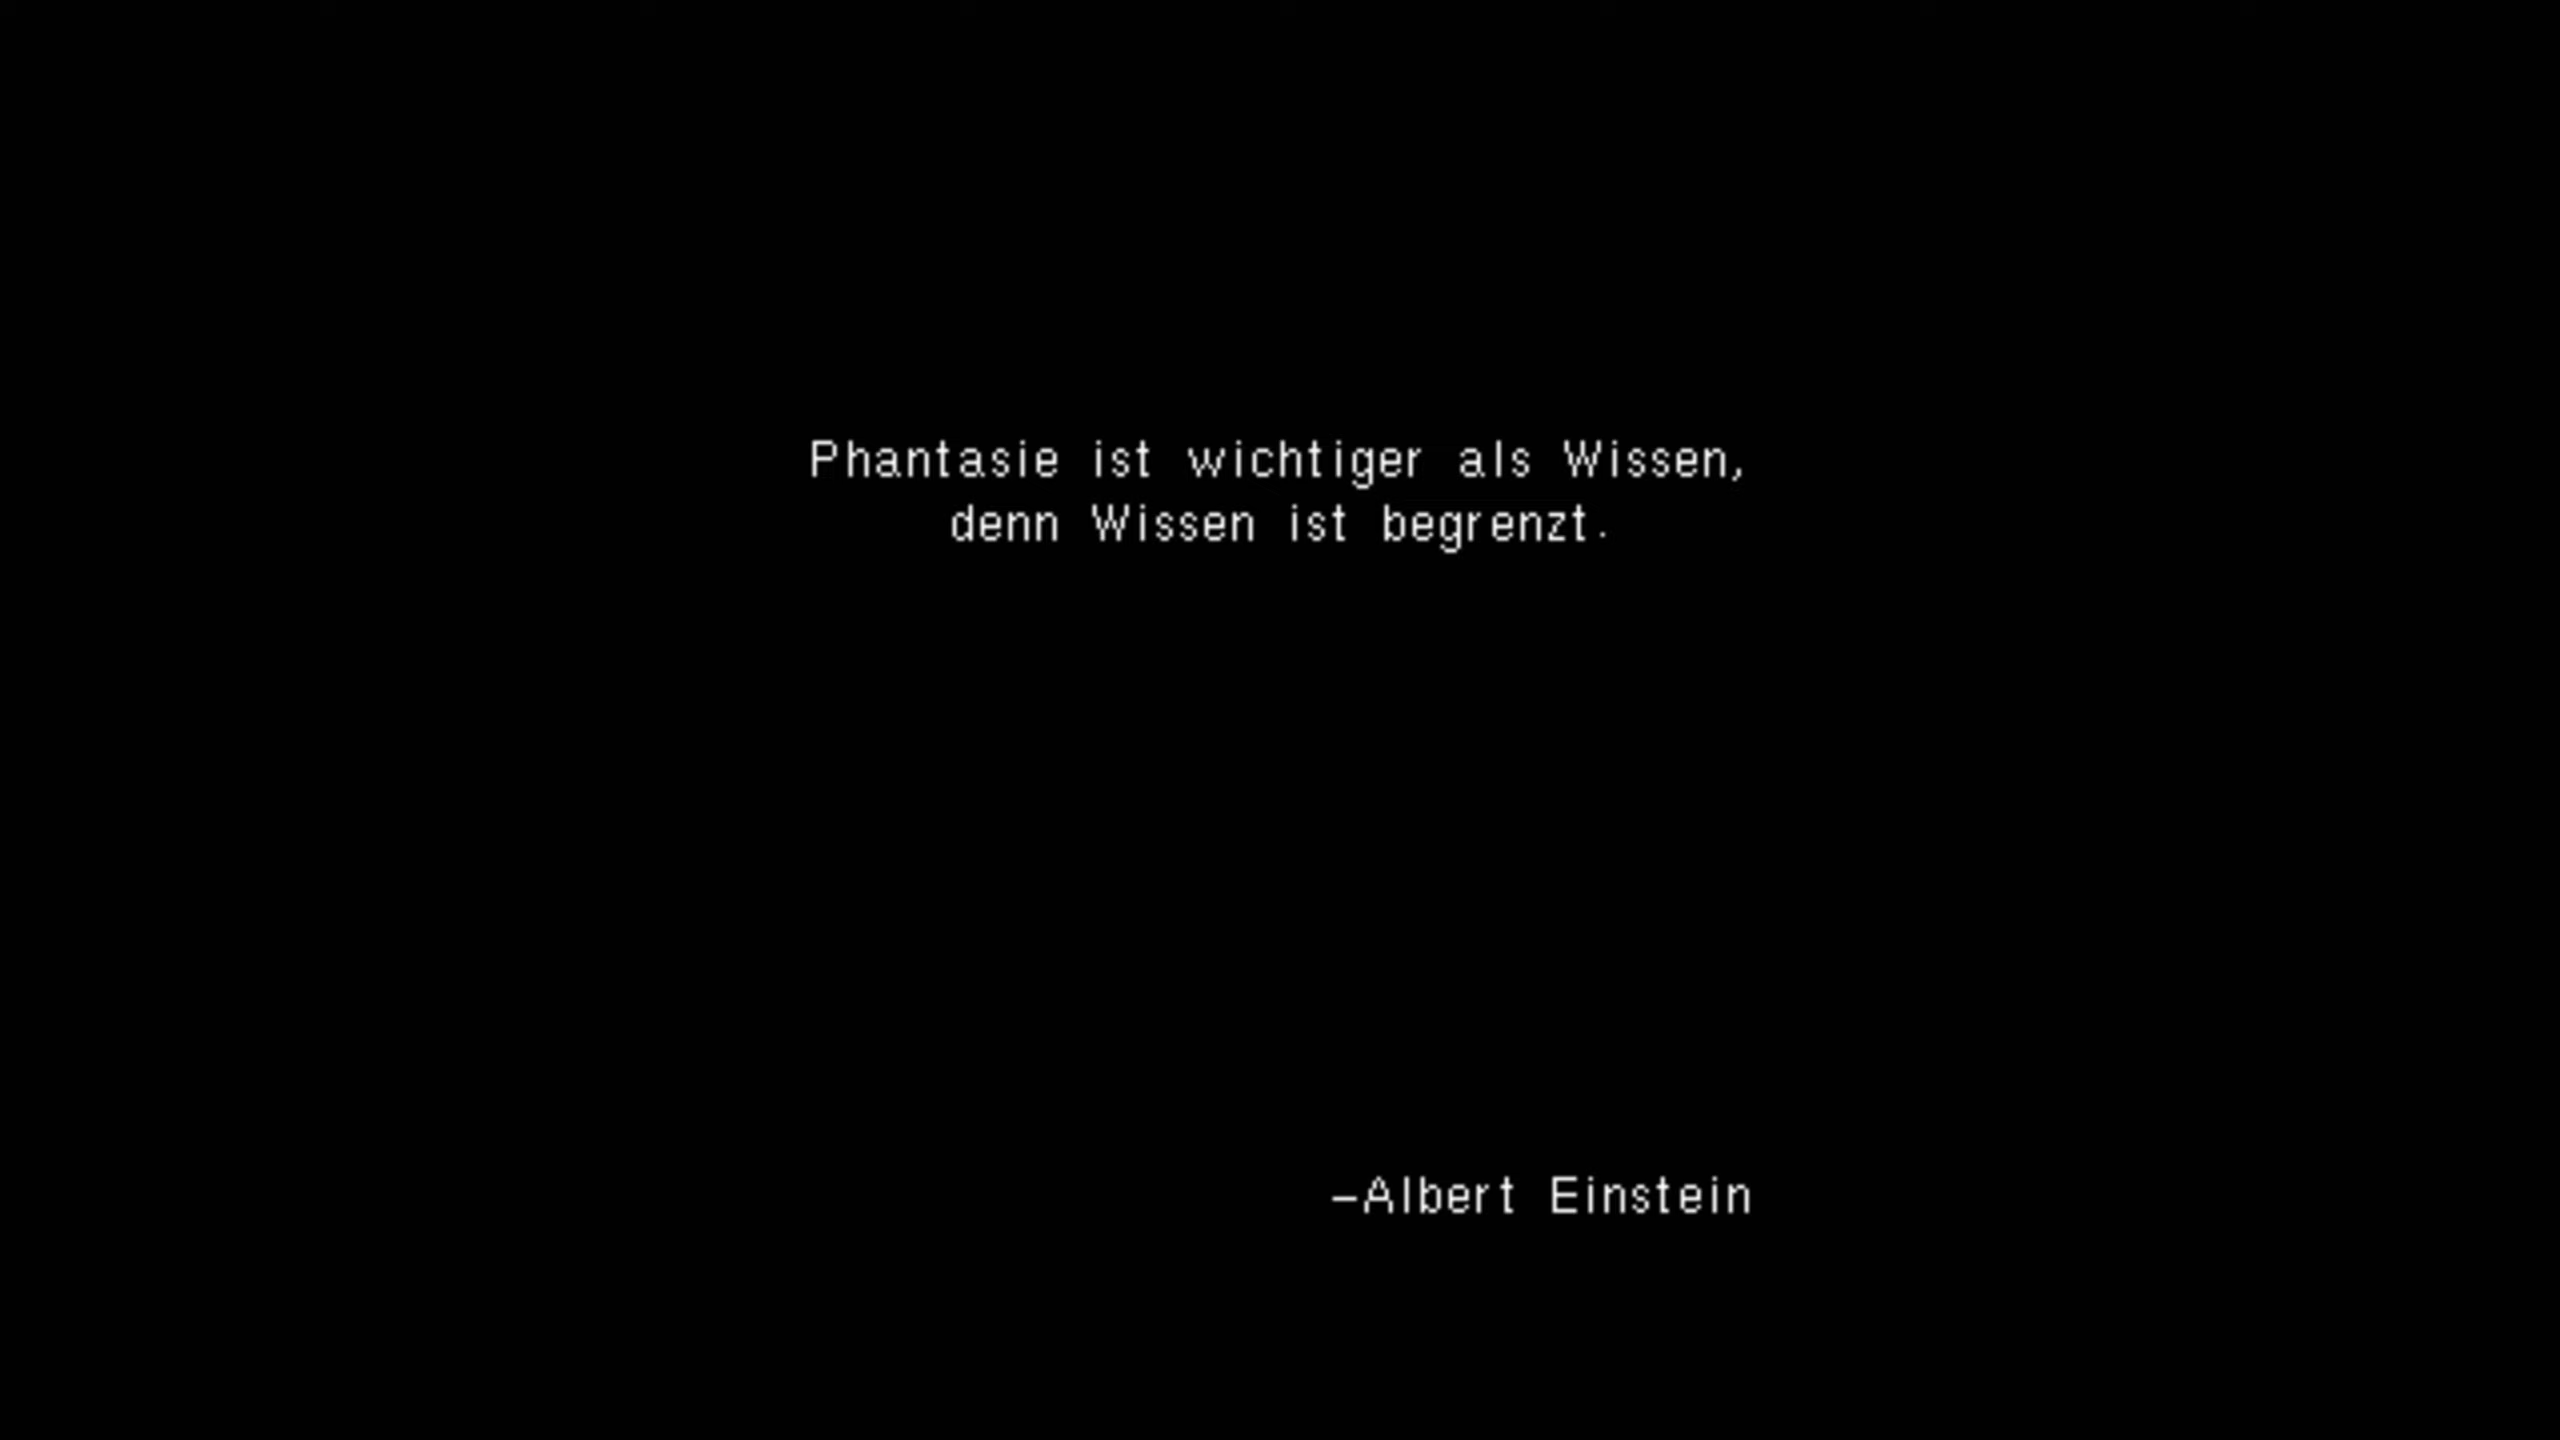 Phantasie ist wichtiger als Wissen,
denn Wissen ist begrenzt.
–Albert Einstein